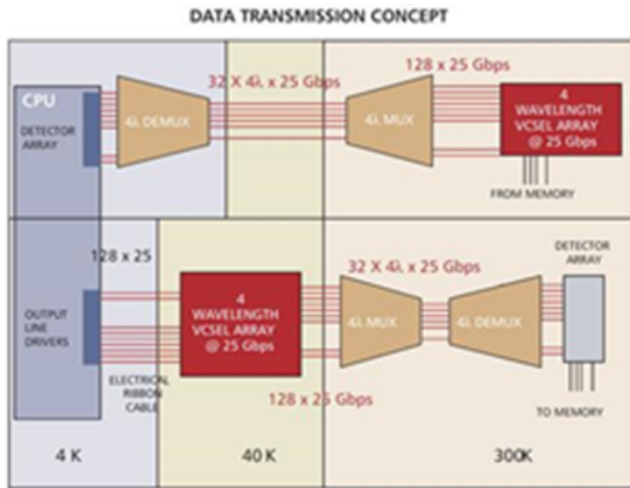 DATA TRANSMISSION CONCEPT
CPU
DETECTOR
ARRAY
4λ DEMUX
32 X 4λ x 25 Gbps
4λ MUX
128 x 25 Gbps
4
WAVELENGTH
VCSEL ARRAY
@ 25 Gbps
FROM MEMORY
128 x 25
OUTPUT
LINE
DRIVERS
ELECTRICAL
RIBBON
CABLE
4
WAVELENGTH
VCSEL ARRAY
@ 25 Gbps
128 x 25 Gbps
32 X 4λ x 25 Gbps
4λ MUX
4λ DEMUX
DETECTOR
ARRAY
TO MEMORY
4 K
40 K
300K